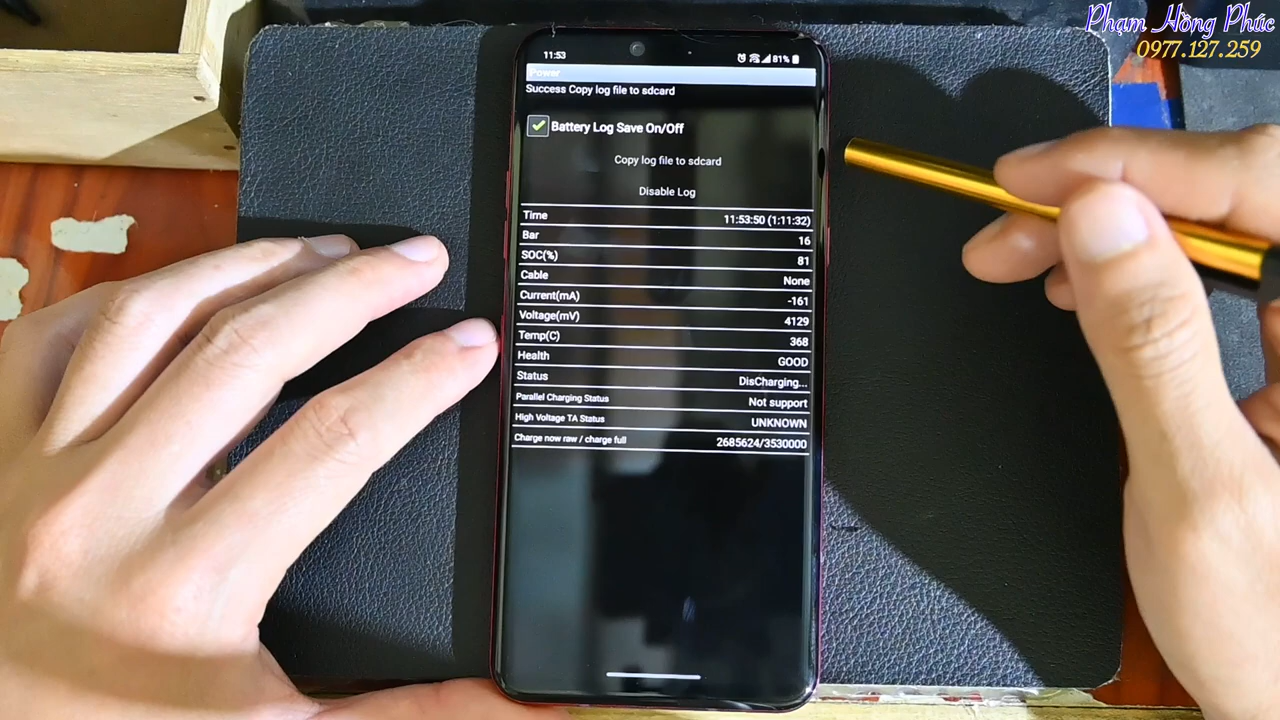 Phạm Hồng Phúc
0977.127.259
11:53
81%
Power
Success Copy log file to sdcard
Battery Log Save On/Off
Copy log file to sdcard
Disable Log
Time 11:53:50 (1:11:32)
Bar 16
SOC(%) 81
Cable None
Current(mA) -161
Voltage(mV) 4129
Temp(C) 368
Health GOOD
Status DisCharging...
Parallel Charging Status Not support
High Voltage TA Status UNKNOWN
Charge now raw / charge full 2685624/3530000